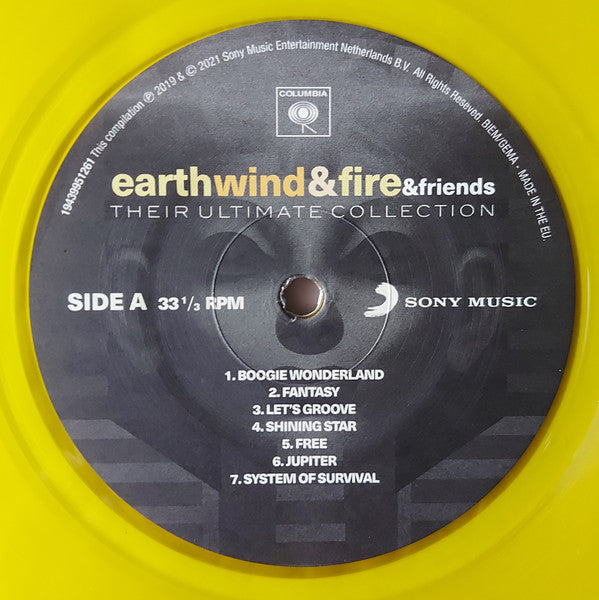 19439951261 This compilation ℗ 2019 & © 2021 Sony Music Entertainment Netherlands B.V. All Rights Reseved. BIEM/GEMA - MADE IN THE EU.
COLUMBIA
earthwind&fire&friends
THEIR ULTIMATE COLLECTION
SIDE A 33 1/3 RPM
SONY MUSIC
1. BOOGIE WONDERLAND
2. FANTASY
3. LET'S GROOVE
4. SHINING STAR
5. FREE
6. JUPITER
7. SYSTEM OF SURVIVAL